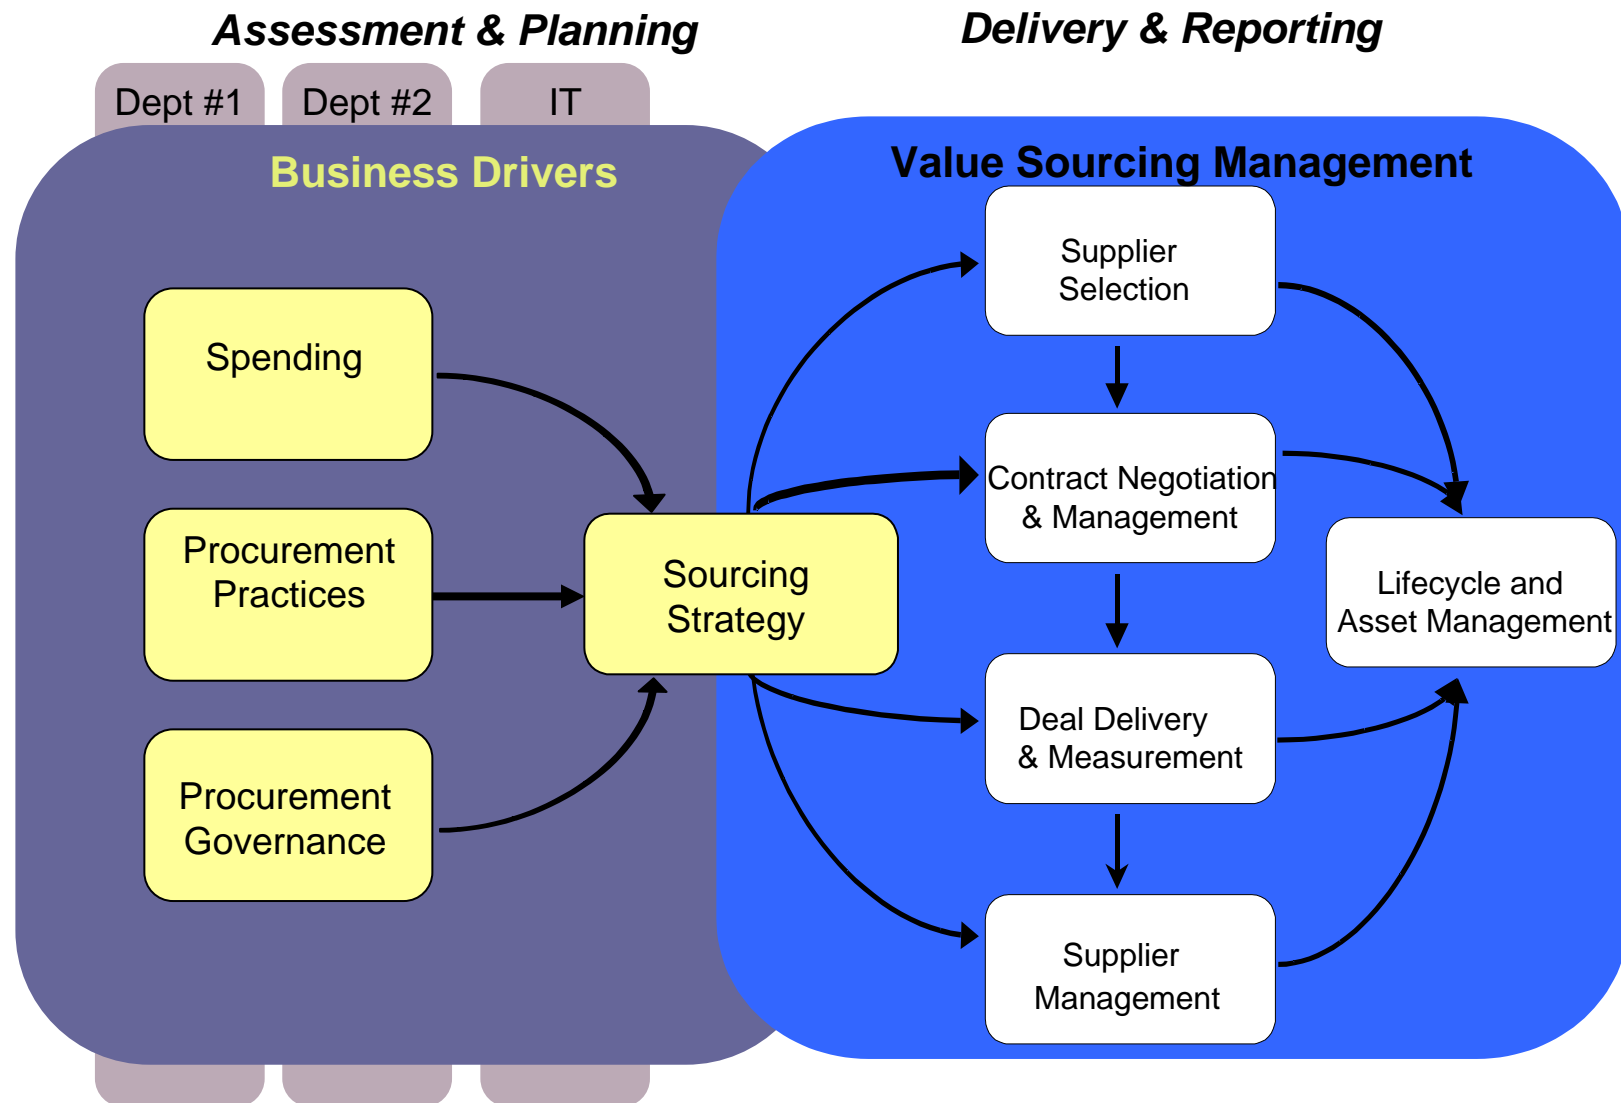 Assessment & Planning
Delivery & Reporting
Dept #1
Dept #2
IT
Business Drivers
Value Sourcing Management
Spending
Procurement
Practices
Procurement
Governance
Sourcing
Strategy
Supplier
Selection
Contract Negotiation
& Management
Deal Delivery
& Measurement
Supplier
Management
Lifecycle and
Asset Management